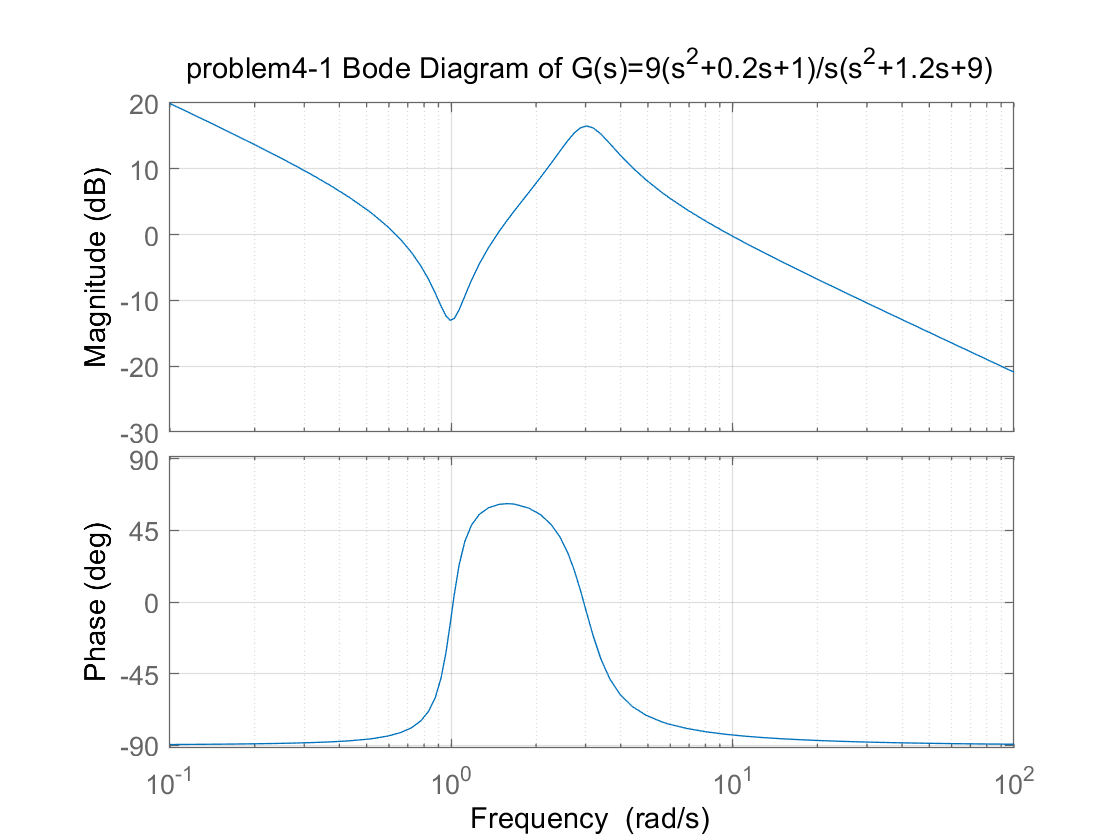 problem4-1 Bode Diagram of G(s)=9(s²+0.2s+1)/s(s²+1.2s+9)
20
10
0
-10
-20
-30
Magnitude (dB)
90
45
0
-45
-90
Phase (deg)
10⁻¹ 10⁰ 10¹ 10²
Frequency (rad/s)